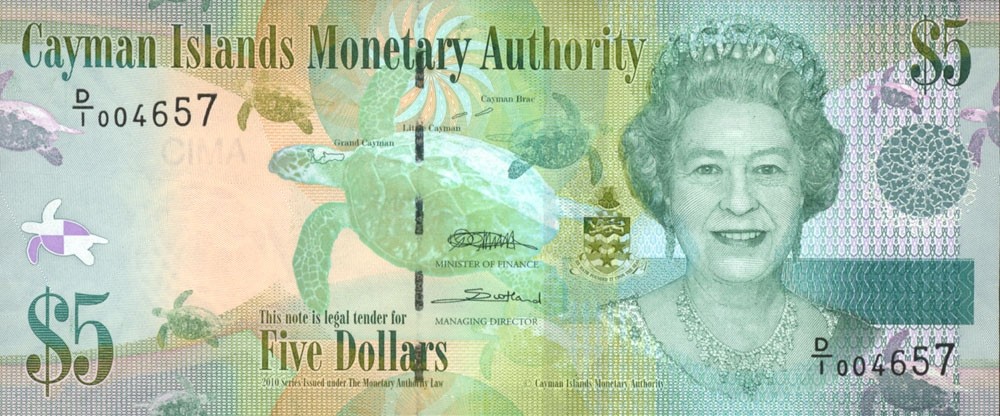 Cayman Islands Monetary Authority
$5
D/1 004657
Cayman Brac
Little Cayman
Grand Cayman
CIMA
MINISTER OF FINANCE
MANAGING DIRECTOR
$5
This note is legal tender for
Five Dollars
2010 Series Issued under The Monetary Authority Law
© Cayman Islands Monetary Authority
D/1 004657